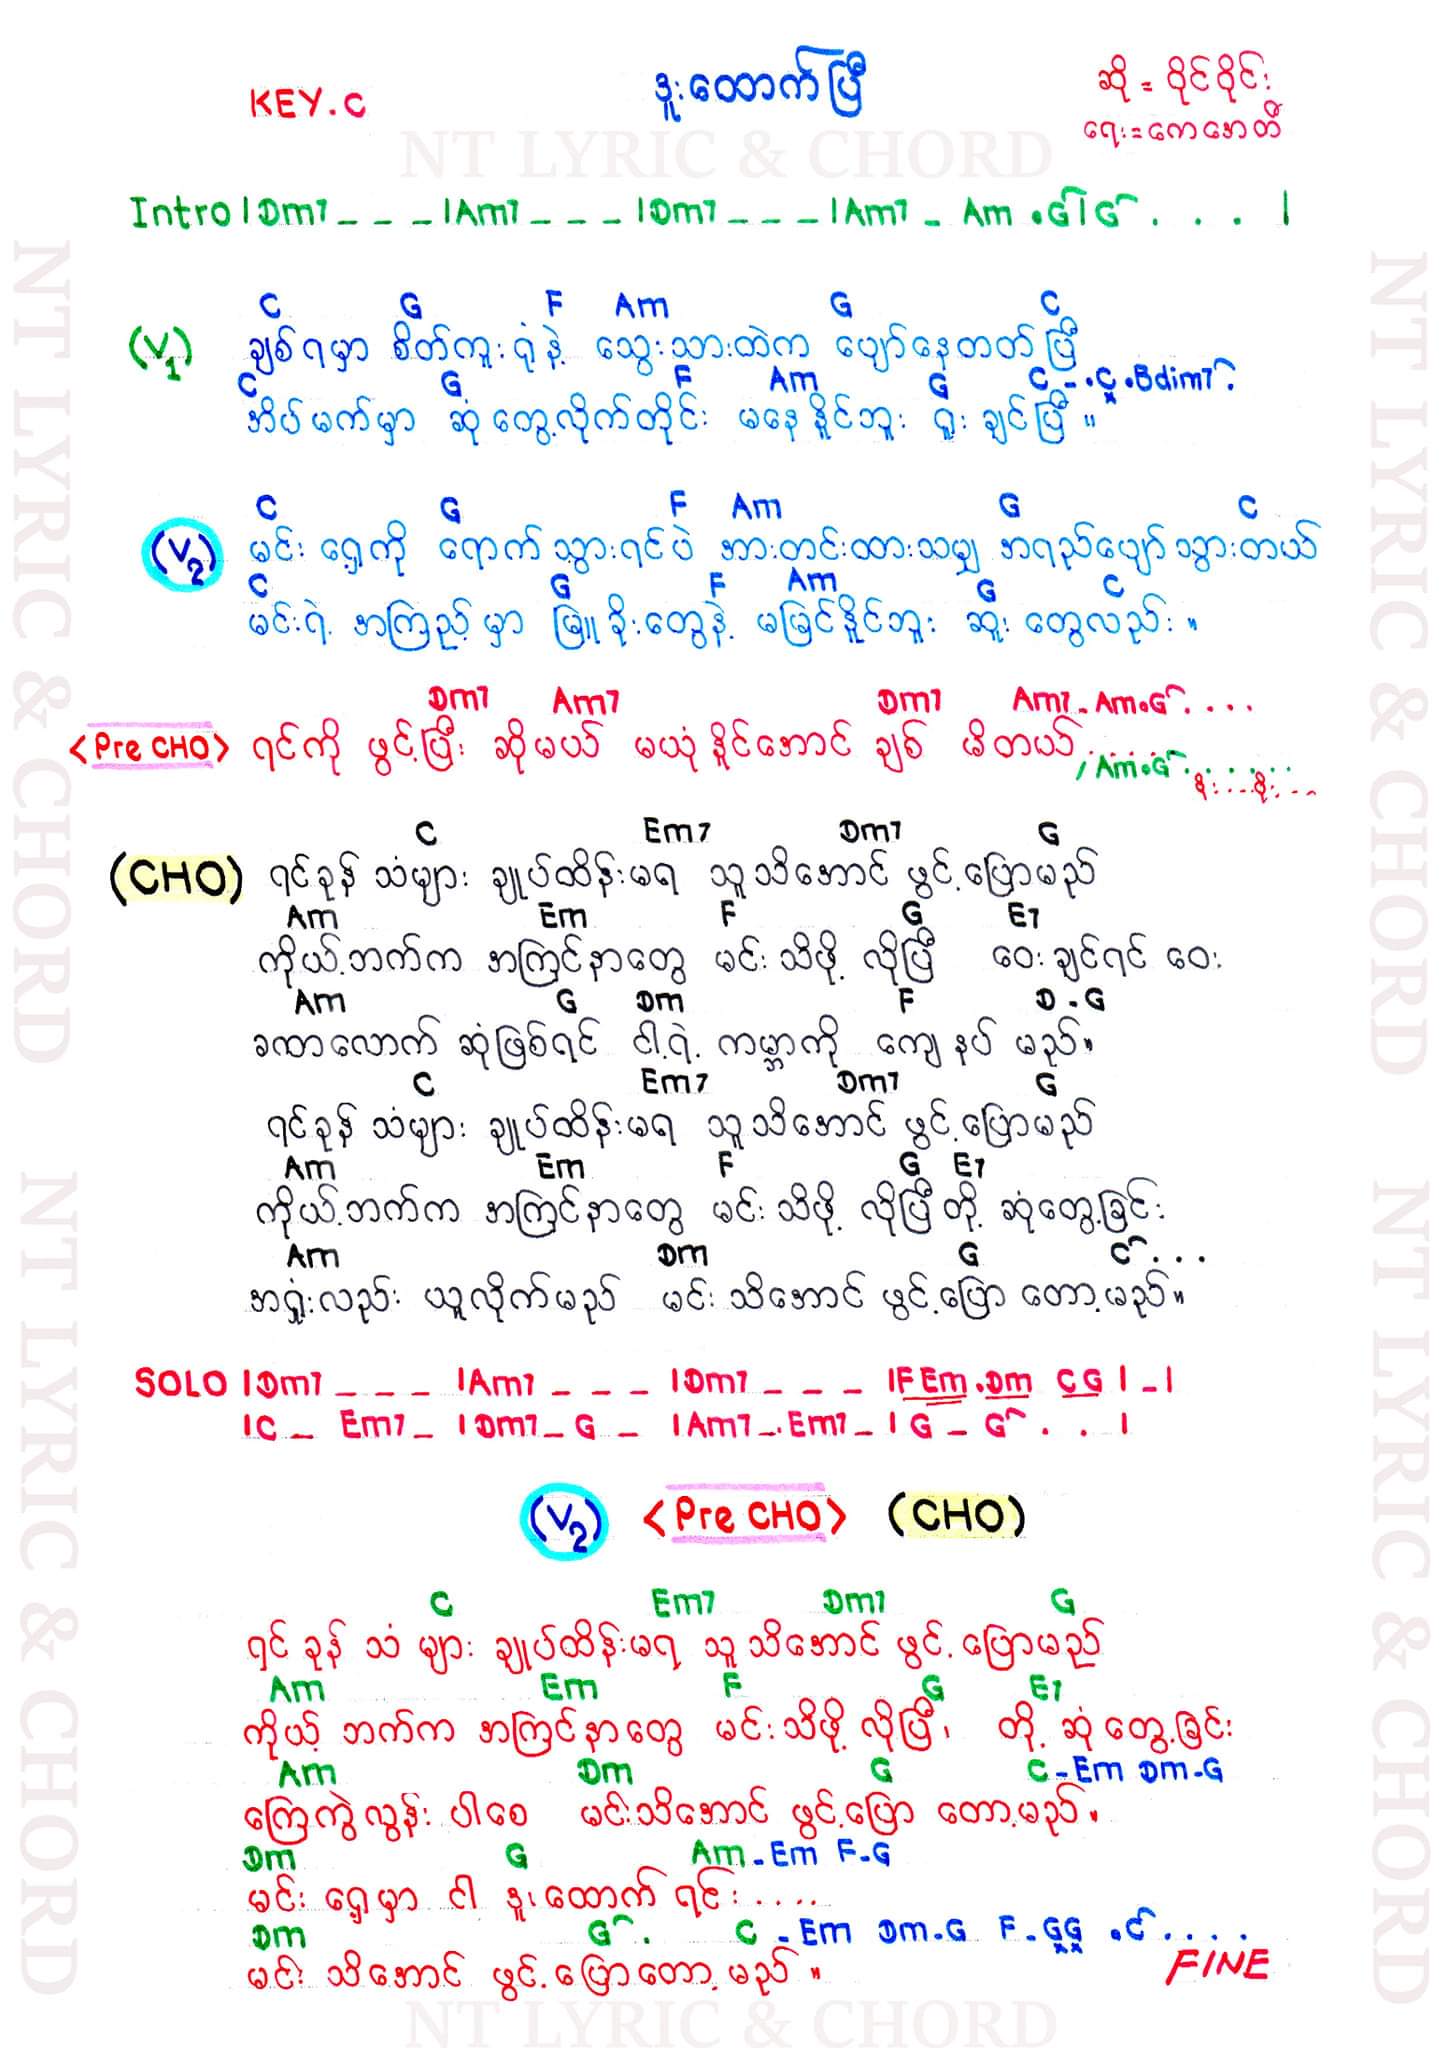 KEY.C
ဒူးထောက်ပြီ
ဆို = ဝိုင်ဝိုင်း
ရေး = ကေအေတီ
NT LYRIC & CHORD
Intro | Dm7 _ _ _ | Am7 _ _ _ | Dm7 _ _ _ | Am7 _ Am . G | G . . . |
C G F Am G C
(V1) ချစ်ရမှာ စိတ်ကူးရုံနဲ့ သွေးသားထဲက ပျော်နေတတ်ပြီ
C G F Am G C - . C . Bdim7
အိပ်မက်မှာ ဆုံတွေ့လိုက်တိုင်း မနေနိုင်ဘူး ရူးချင်ပြီ ။
C G F Am G C
(V2) မင်းရှေ့ကို ရောက်သွားရင်ပဲ အားတင်းထားသမျှ အရည်ပျော်သွားတယ်
C G F Am G C
မင်းရဲ့ အကြည့်မှာ မြူခိုးတွေနဲ့ မမြင်နိုင်ဘူး ဆူးတွေလည်း ။
Dm7 Am7 Dm7 Am7 - Am . G . . . .
<Pre CHO> ရင်ကို ဖွင့်ပြီး ဆိုမယ် မယုံနိုင်အောင် ချစ် မိတယ် . . . . .
/ Am . G . . . . . .
C Em7 Dm7 G
(CHO) ရင်ခုန်သံများ ချုပ်ထိန်းမရ သူသိအောင် ဖွင့်ပြောမည်
Am Em F G E7
ကိုယ့်ဘက်က အကြင်နာတွေ မင်းသိဖို့ လိုပြီ ဝေးချင်ရင် ဝေး
Am G Dm F D . G
ခဏလောက် ဆုံဖြစ်ရင် ငါ့ရဲ့ ကမ္ဘာကို ကျေနပ် မည်။
C Em7 Dm7 G
ရင်ခုန်သံများ ချုပ်ထိန်းမရ သူသိအောင် ဖွင့်ပြောမည်
Am Em F G E7
ကိုယ့်ဘက်က အကြင်နာတွေ မင်းသိဖို့ လိုပြီ တို့ ဆုံတွေ့ခြင်း
Am Dm G C . . .
အရှုံးလည်း ယူလိုက်မည် မင်းသိအောင် ဖွင့်ပြော တော့မည်။
SOLO | Dm7 _ _ _ | Am7 _ _ _ | Dm7 _ _ _ | F Em . Dm C G | - |
| C _ Em7 _ | Dm7 _ G _ | Am7 _ . Em7 _ | G _ G . . |
(V2) <Pre CHO> (CHO)
C Em7 Dm7 G
ရင်ခုန်သံများ ချုပ်ထိန်းမရ သူသိအောင် ဖွင့်ပြောမည်
Am Em F G E7
ကိုယ့်ဘက်က အကြင်နာတွေ မင်းသိဖို့ လိုပြီ၊ တို့ ဆုံတွေ့ခြင်း
Am Dm G C - Em Dm - G
ကြေကွဲလွန်း ပါစေ မင်းသိအောင် ဖွင့်ပြော တော့မည်။
Dm G Am - Em F - G
မင်းရှေ့မှာ ငါ ဒူးထောက်ရင်း . . . .
Dm G . C - Em Dm - G F - G G . C . . . .
မင်းသိအောင် ဖွင့်ပြောတော့မည် ။
FINE
NT LYRIC & CHORD
NT LYRIC & CHORD
NT LYRIC & CHORD
NT LYRIC & CHORD
NT LYRIC & CHORD